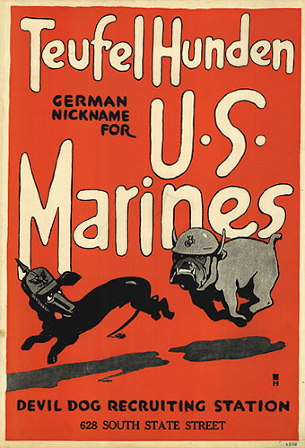 Teufel Hunden
GERMAN
NICKNAME
FOR
U.S.
Marines
DEVIL DOG RECRUITING STATION
628 SOUTH STATE STREET